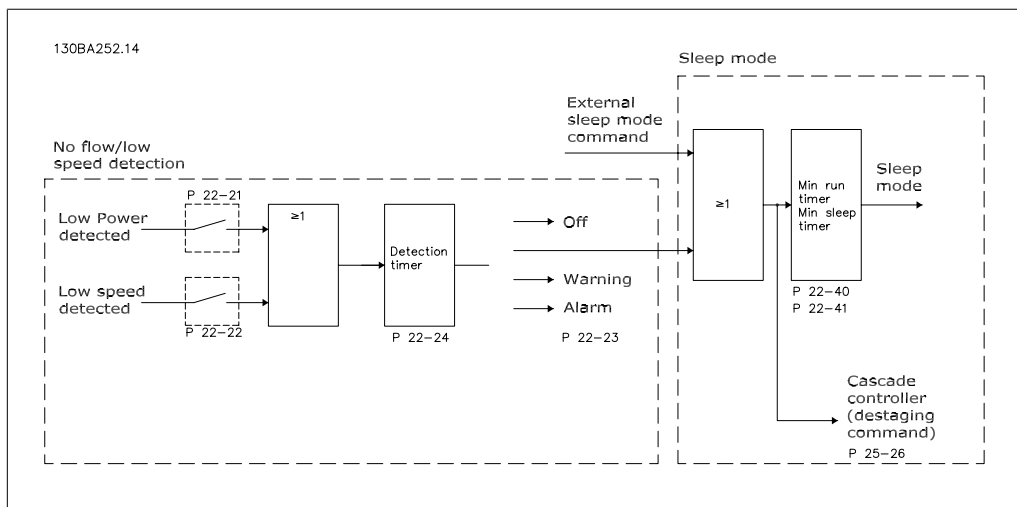 130BA252.14
Sleep mode
External
sleep mode
command
No flow/low
speed detection
P 22-21
Low Power
detected
≥1
Detection
timer
Low speed
detected
P 22-22
P 22-24
Off
Warning
Alarm
P 22-23
≥1
Min run
timer
Min sleep
timer
Sleep
mode
P 22-40
P 22-41
Cascade
controller
(destaging
command)
P 25-26